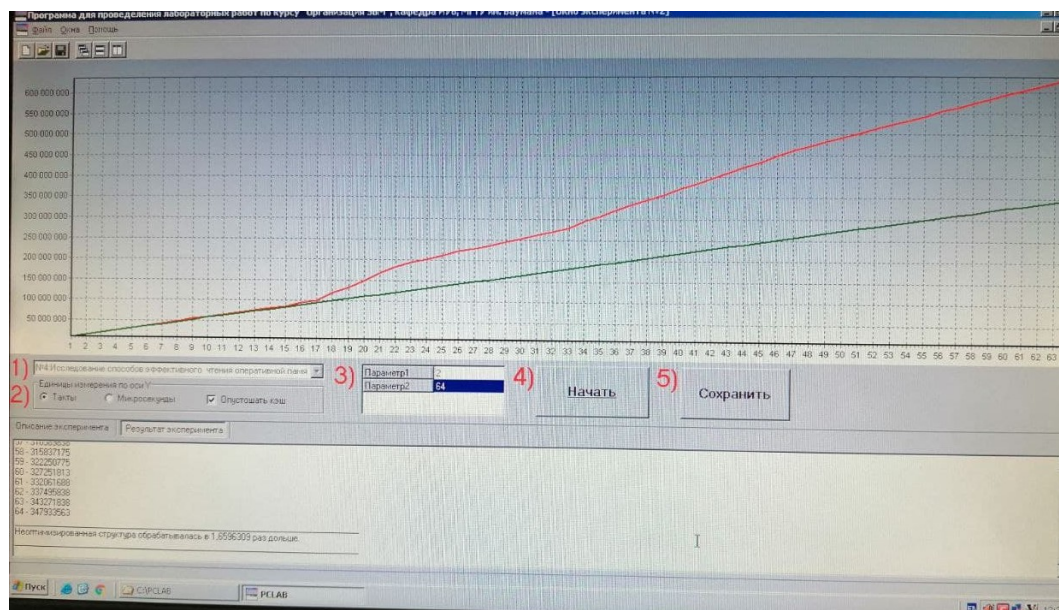 Программа для проведеления лабораторных работ по курсу "Организация ЭВМ", кафедра ИУ6, МГТУ им. Баумана - [Окно эксперимента №2]
Файл Окна Помощь
600 000 000
550 000 000
500 000 000
450 000 000
400 000 000
350 000 000
300 000 000
250 000 000
200 000 000
150 000 000
100 000 000
50 000 000
1 2 3 4 5 6 7 8 9 10 11 12 13 14 15 16 17 18 19 20 21 22 23 24 25 26 27 28 29 30 31 32 33 34 35 36 37 38 39 40 41 42 43 44 45 46 47 48 49 50 51 52 53 54 55 56 57 58 59 60 61 62 63
1) №4 Исследование способов эффективного чтения оперативной памя
2) Единицы измерения по оси Y
Такты Микросекунды Опустошать кэш
3) Параметр1 2
Параметр2 64
4) Начать
5) Сохранить
Описание эксперимента Результат эксперимента
58 - 315837175
59 - 322250775
60 - 327251813
61 - 332061688
62 - 337495838
63 - 343271838
64 - 347933563
Неоптимизированная структура обрабатывалась в 1,6596309 раз дольше.
Пуск C:\PCLAB PCLAB